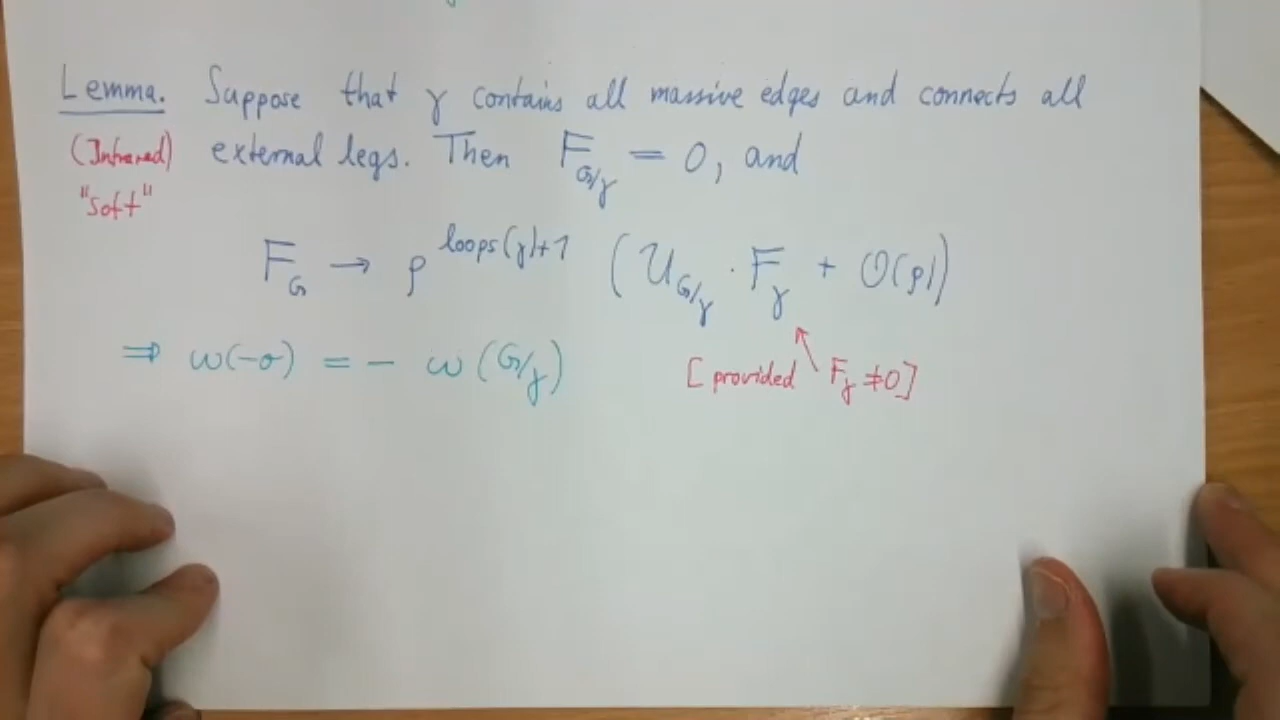 Lemma. Suppose that γ contains all massive edges and connects all
(Infrared) external legs. Then F_{G/γ} = 0, and
"soft"
F_G → ρ^{loops(γ)+1} (U_{G/γ} · F_γ + O(ρ))
⇒ ω(-σ) = - ω(G/γ)
[provided F_γ ≠ 0]